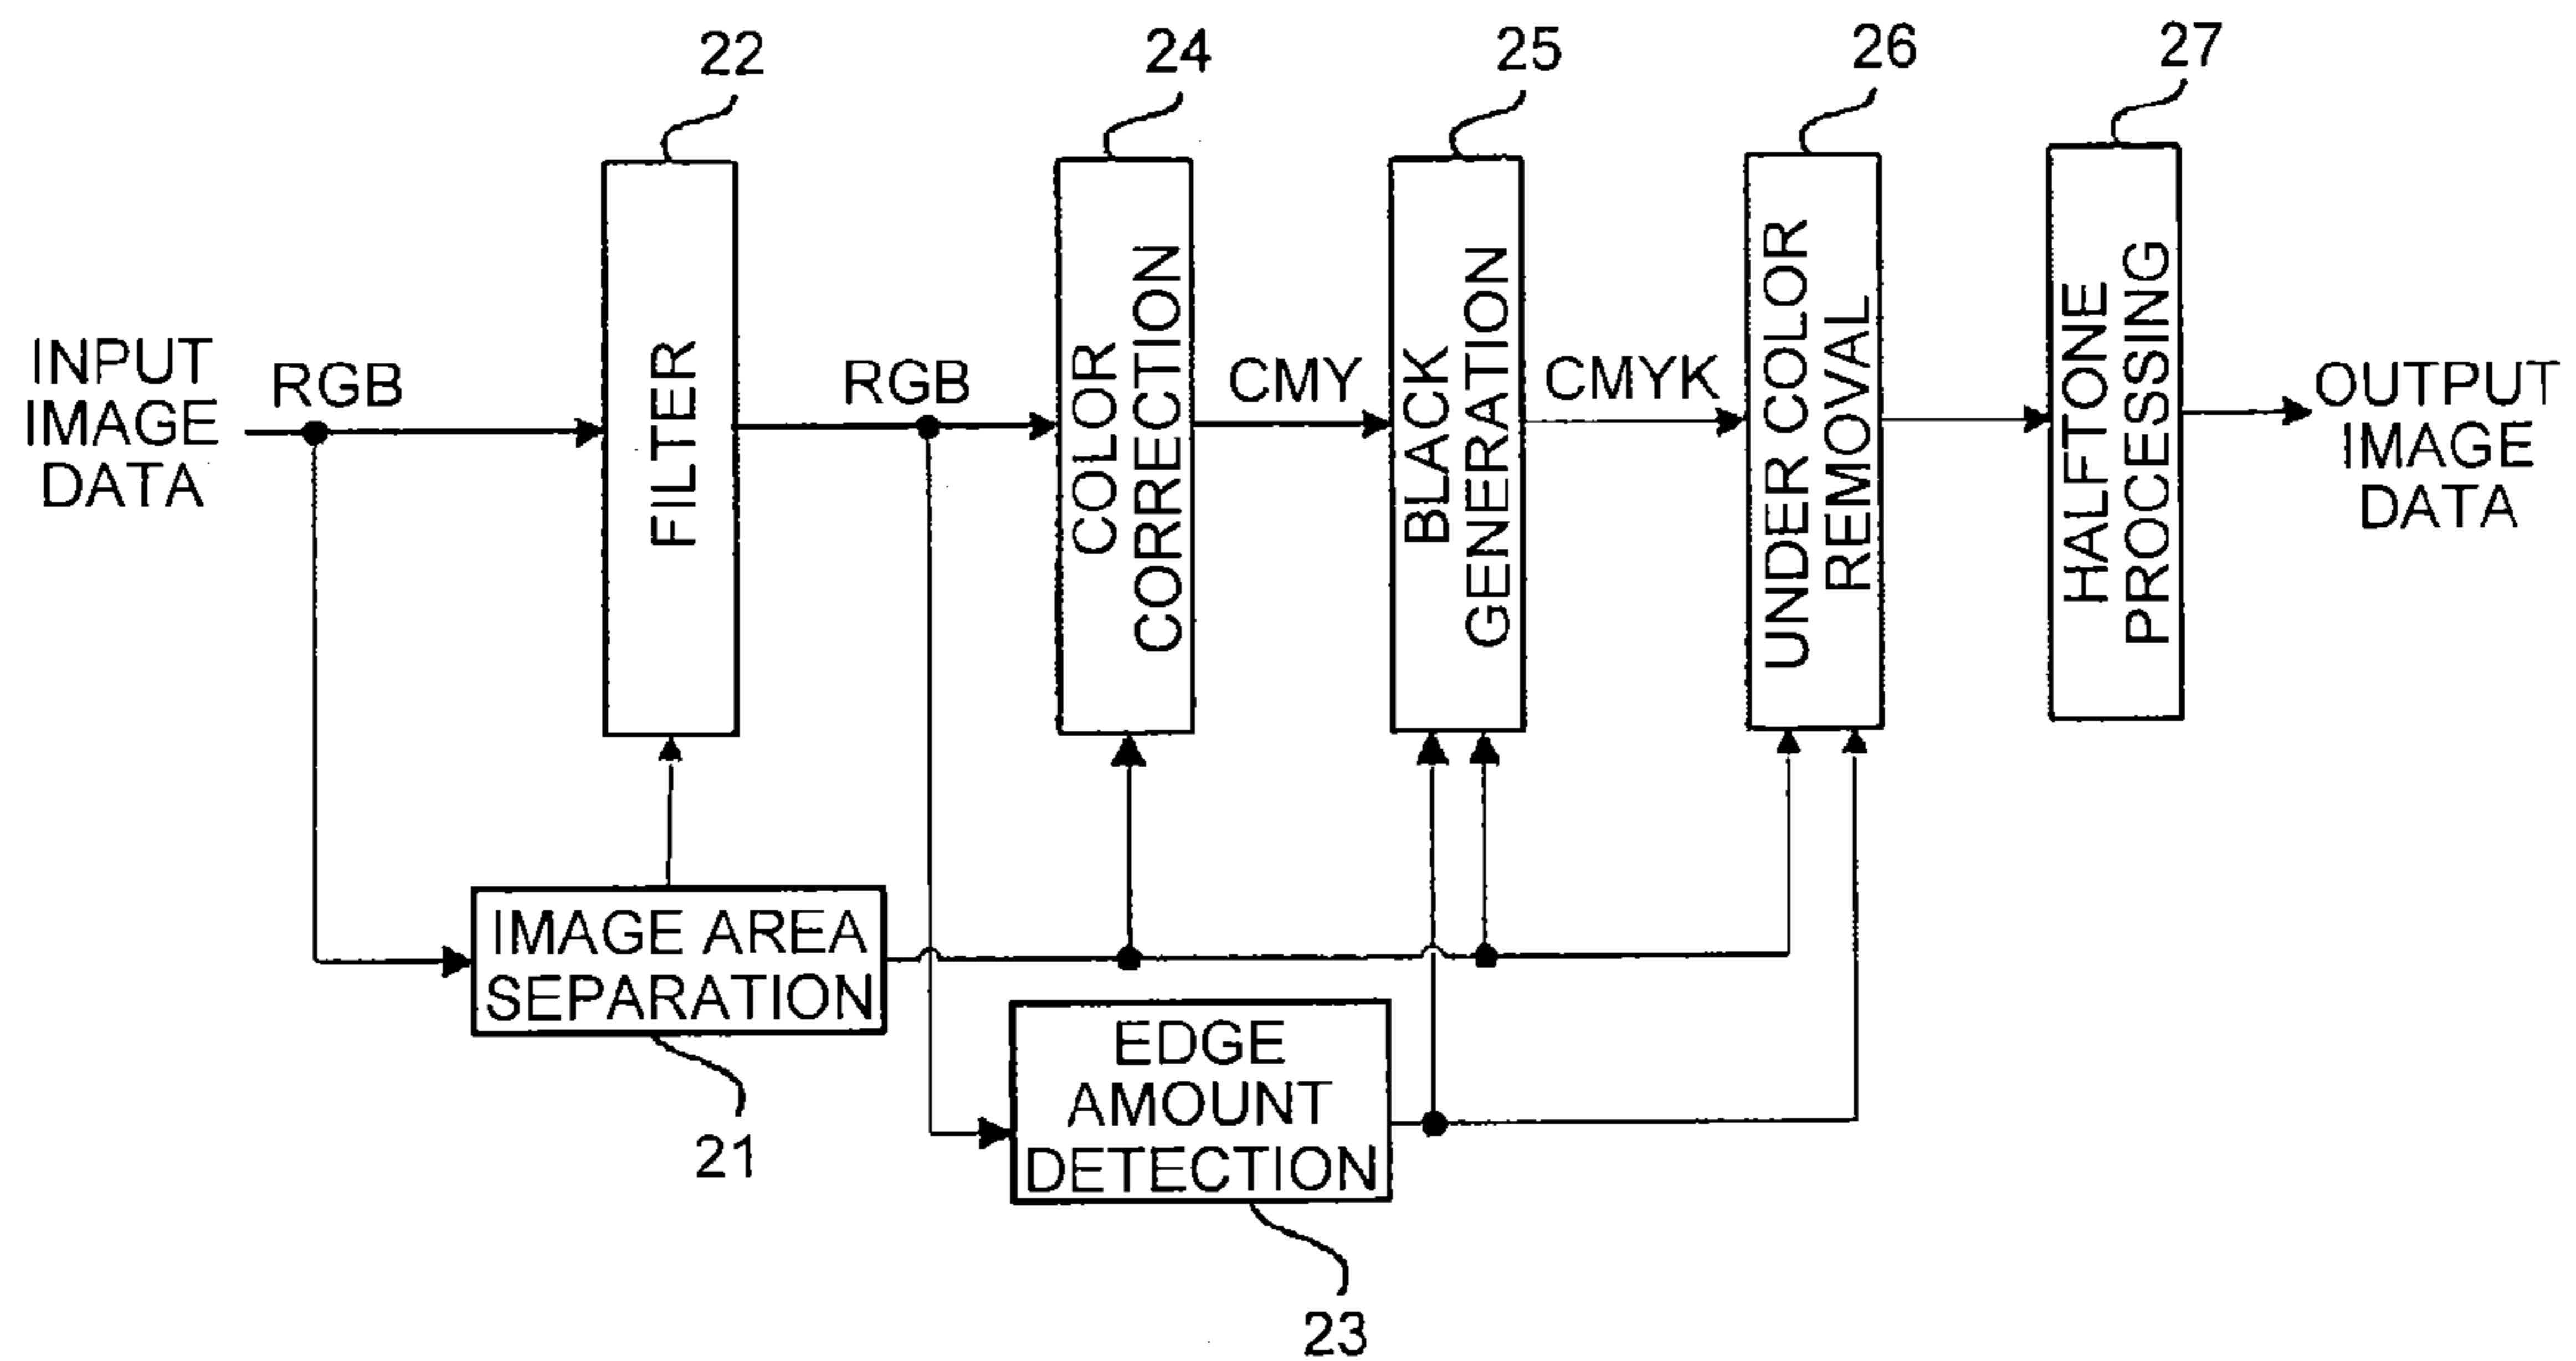 22
24
25
26
27
INPUT
IMAGE
DATA
RGB
FILTER
RGB
COLOR
CORRECTION
CMY
BLACK
GENERATION
CMYK
UNDER COLOR
REMOVAL
HALFTONE
PROCESSING
OUTPUT
IMAGE
DATA
IMAGE AREA
SEPARATION
21
EDGE
AMOUNT
DETECTION
23